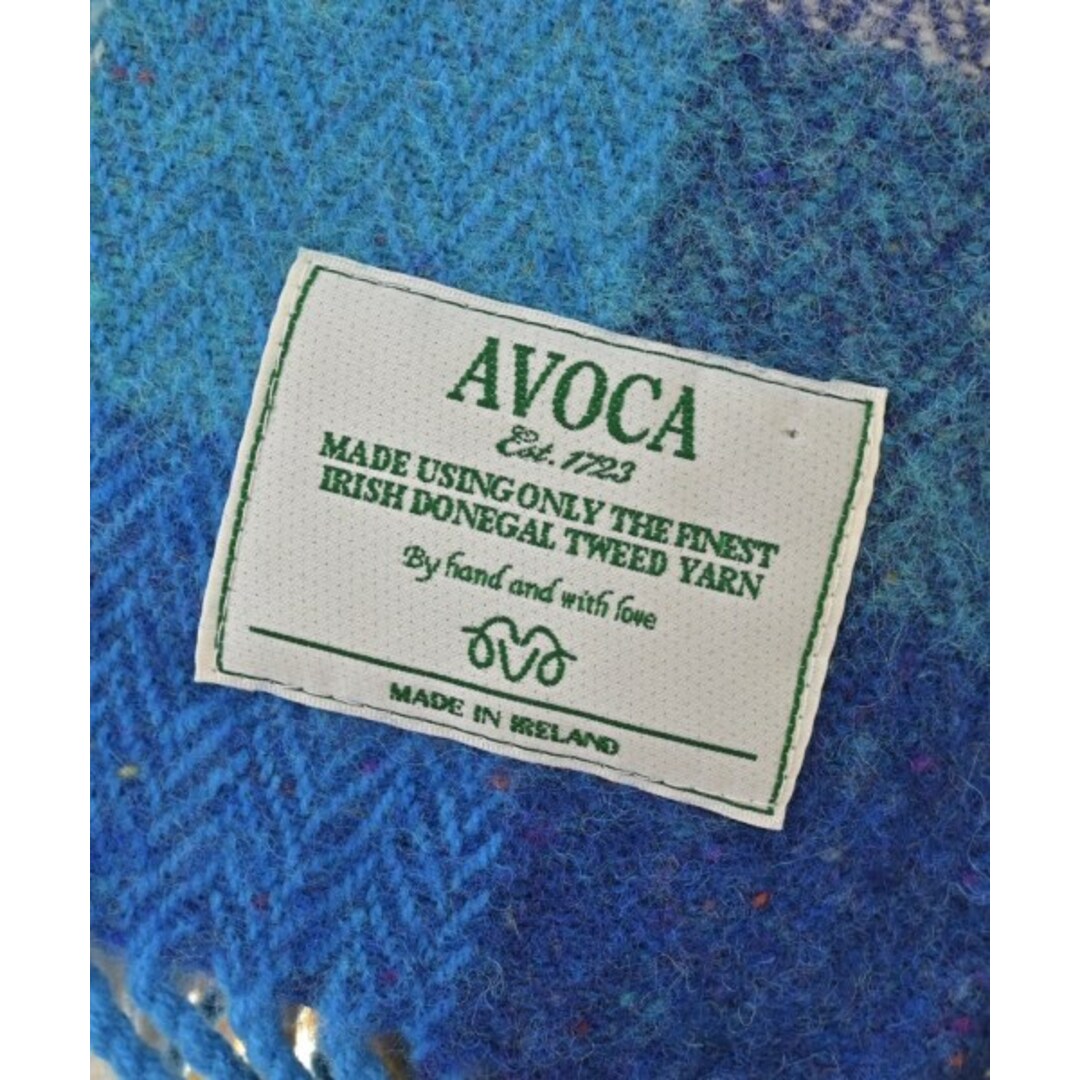 AVOCA
Est. 1723
MADE USING ONLY THE FINEST
IRISH DONEGAL TWEED YARN
By hand and with love
MADE IN IRELAND